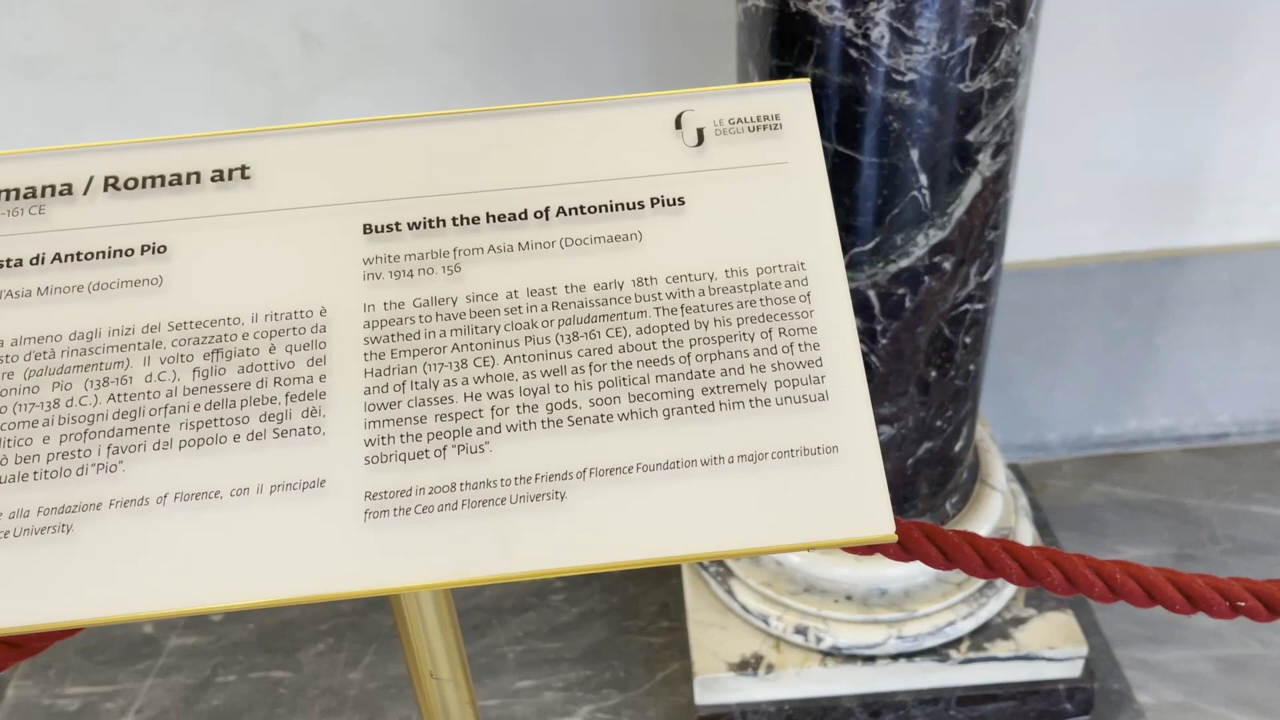 LE GALLERIE
DEGLI UFFIZI
mana / Roman art
-161 CE
sta di Antonino Pio
l'Asia Minore (docimeno)
a almeno dagli inizi del Settecento, il ritratto è
sto d'età rinascimentale, corazzato e coperto da
re (paludamentum). Il volto effigiato è quello
onino Pio (138-161 d.C.), figlio adottivo del
o (117-138 d.C.). Attento al benessere di Roma e
come ai bisogni degli orfani e della plebe, fedele
litico e profondamente rispettoso degli dèi,
ò ben presto i favori dal popolo e del Senato,
uale titolo di "Pio".
e alla Fondazione Friends of Florence, con il principale
ce University.
Bust with the head of Antoninus Pius
white marble from Asia Minor (Docimaean)
inv. 1914 no. 156
In the Gallery since at least the early 18th century, this portrait
appears to have been set in a Renaissance bust with a breastplate and
swathed in a military cloak or paludamentum. The features are those of
the Emperor Antoninus Pius (138-161 CE), adopted by his predecessor
Hadrian (117-138 CE). Antoninus cared about the prosperity of Rome
and of Italy as a whole, as well as for the needs of orphans and of the
lower classes. He was loyal to his political mandate and he showed
immense respect for the gods, soon becoming extremely popular
with the people and with the Senate which granted him the unusual
sobriquet of "Pius".
Restored in 2008 thanks to the Friends of Florence Foundation with a major contribution
from the Ceo and Florence University.